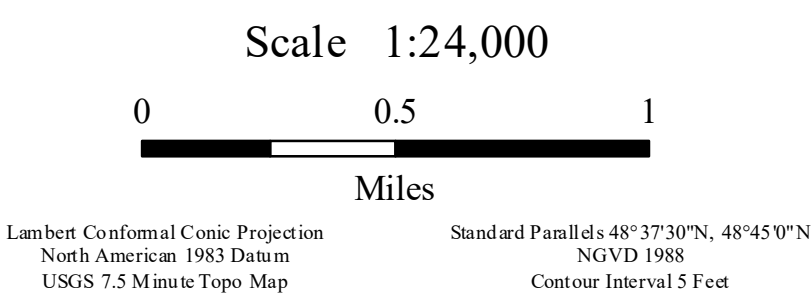 Scale 1:24,000
0 0.5 1
Miles
Lambert Conformal Conic Projection
North American 1983 Datum
USGS 7.5 Minute Topo Map
Standard Parallels 48°37'30"N, 48°45'0"N
NGVD 1988
Contour Interval 5 Feet